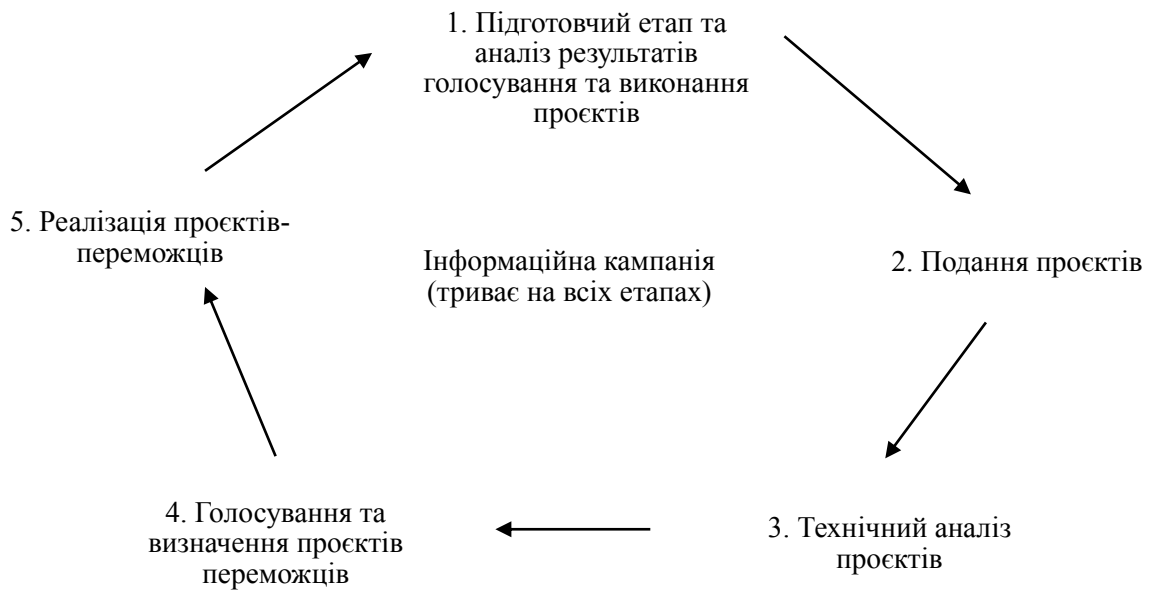 1. Підготовчий етап та
аналіз результатів
голосування та виконання
проєктів
5. Реалізація проєктів-
переможців
Інформаційна кампанія
(триває на всіх етапах)
2. Подання проєктів
4. Голосування та
визначення проєктів
переможців
3. Технічний аналіз
проєктів